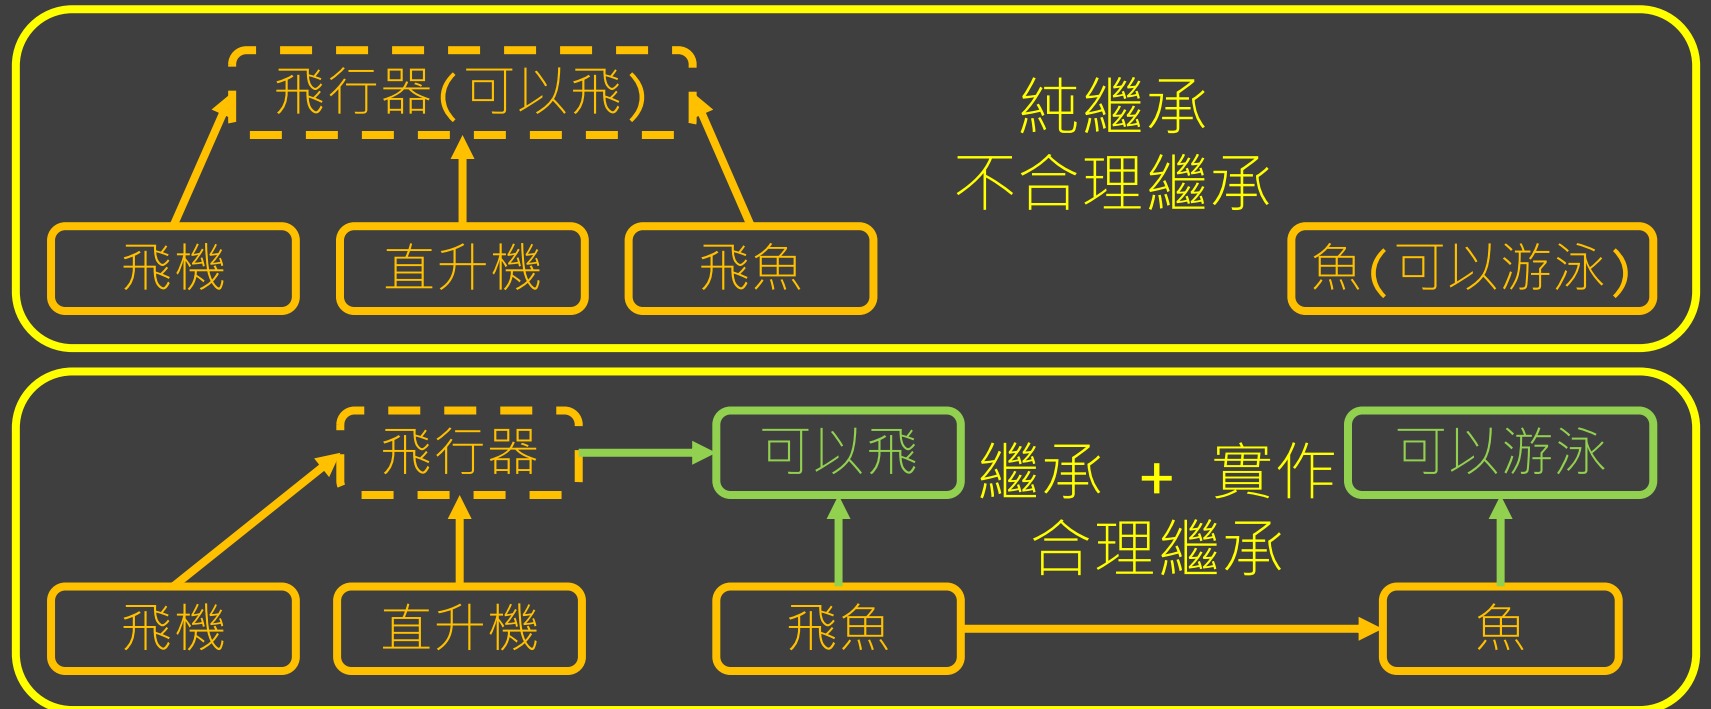 飛行器(可以飛)
純繼承
不合理繼承
飛機
直升機
飛魚
魚(可以游泳)
飛行器
可以飛
繼承 + 實作
合理繼承
可以游泳
飛機
直升機
飛魚
魚